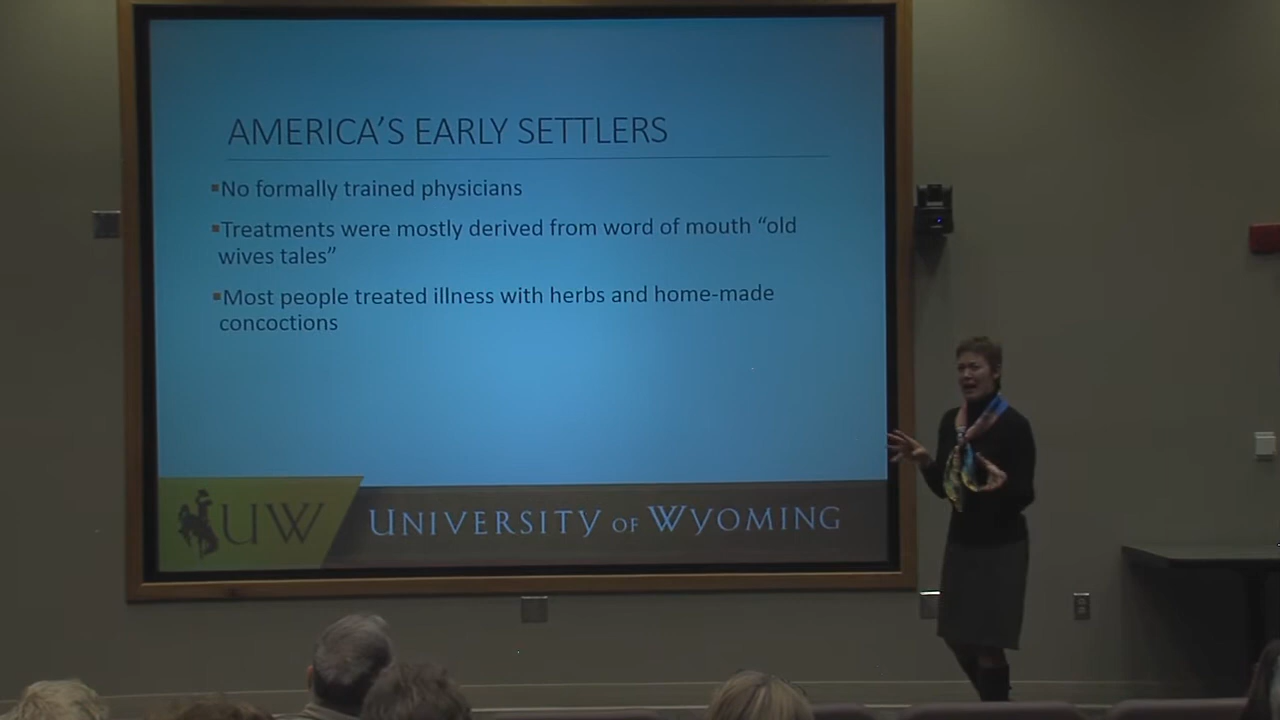 AMERICA'S EARLY SETTLERS
▪No formally trained physicians
▪Treatments were mostly derived from word of mouth “old
wives tales”
▪Most people treated illness with herbs and home-made
concoctions
UW UNIVERSITY OF WYOMING